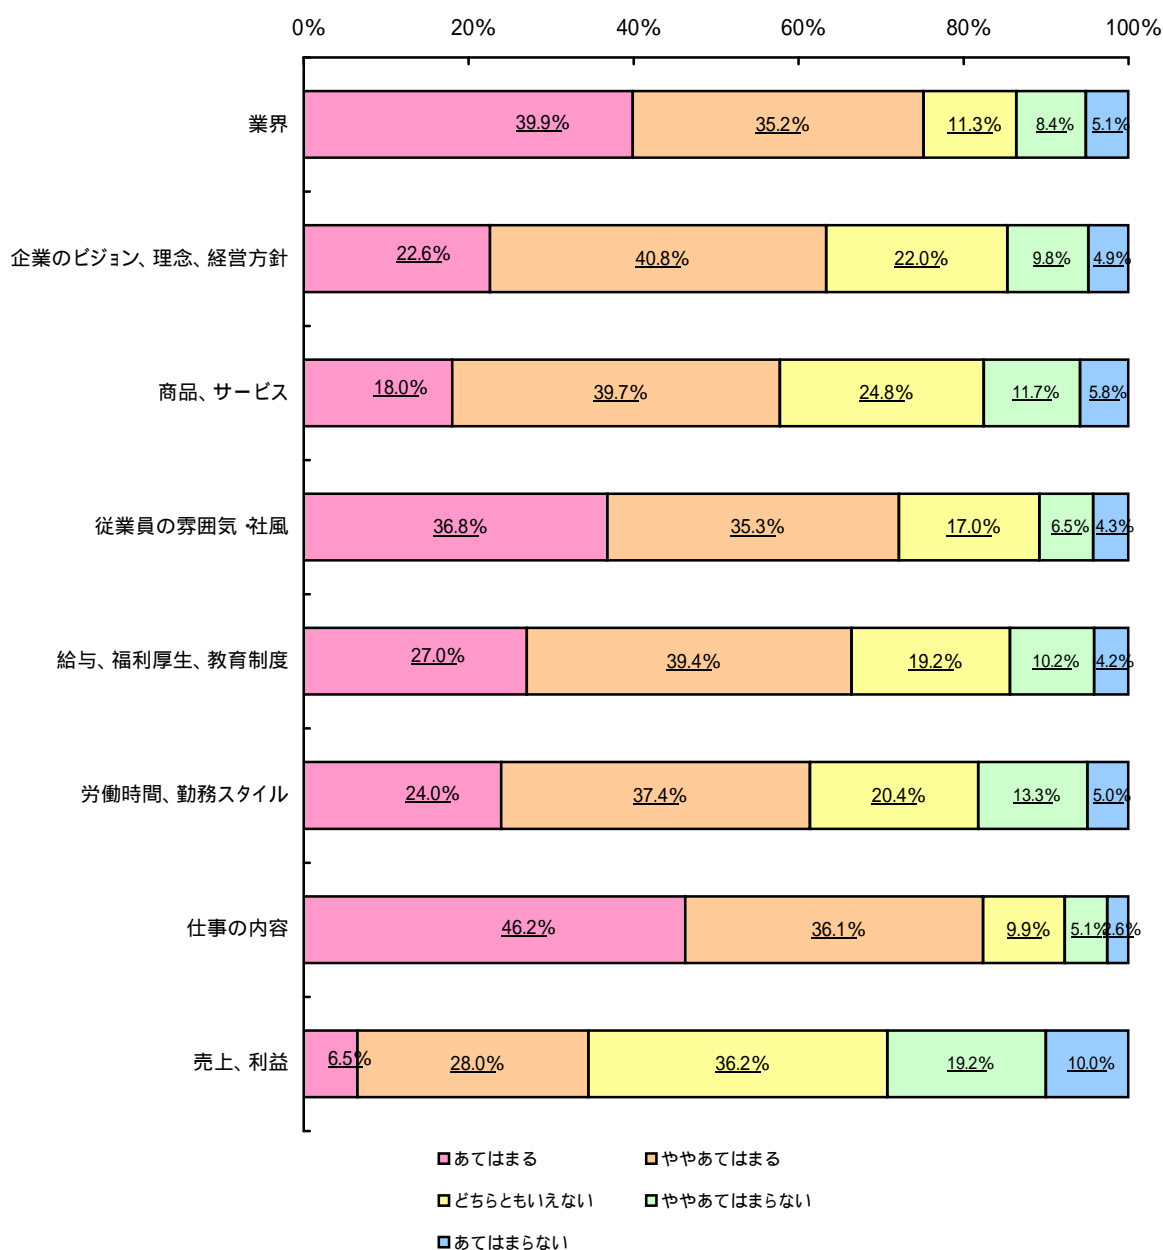 0% 20% 40% 60% 80% 100%
業界 39.9% 35.2% 11.3% 8.4% 5.1%
企業のビジョン、理念、経営方針 22.6% 40.8% 22.0% 9.8% 4.9%
商品、サービス 18.0% 39.7% 24.8% 11.7% 5.8%
従業員の雰囲気・社風 36.8% 35.3% 17.0% 6.5% 4.3%
給与、福利厚生、教育制度 27.0% 39.4% 19.2% 10.2% 4.2%
労働時間、勤務スタイル 24.0% 37.4% 20.4% 13.3% 5.0%
仕事の内容 46.2% 36.1% 9.9% 5.1% 2.6%
売上、利益 6.5% 28.0% 36.2% 19.2% 10.0%
あてはまる ややあてはまる
どちらともいえない ややあてはまらない
あてはまらない